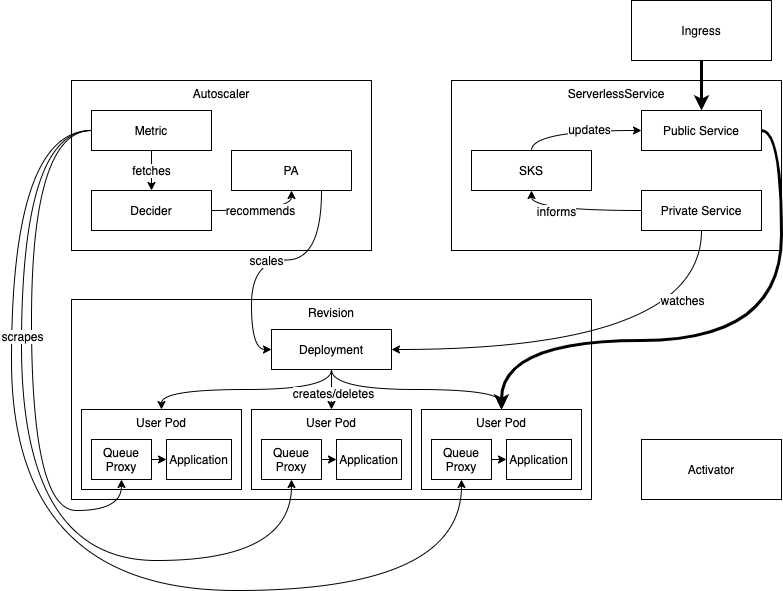 Ingress
Autoscaler
ServerlessService
Metric
updates
Public Service
fetches
PA
SKS
Decider
recommends
informs
Private Service
scales
watches
Revision
scrapes
Deployment
creates/deletes
User Pod
User Pod
User Pod
Queue
Proxy
Application
Queue
Proxy
Application
Queue
Proxy
Application
Activator